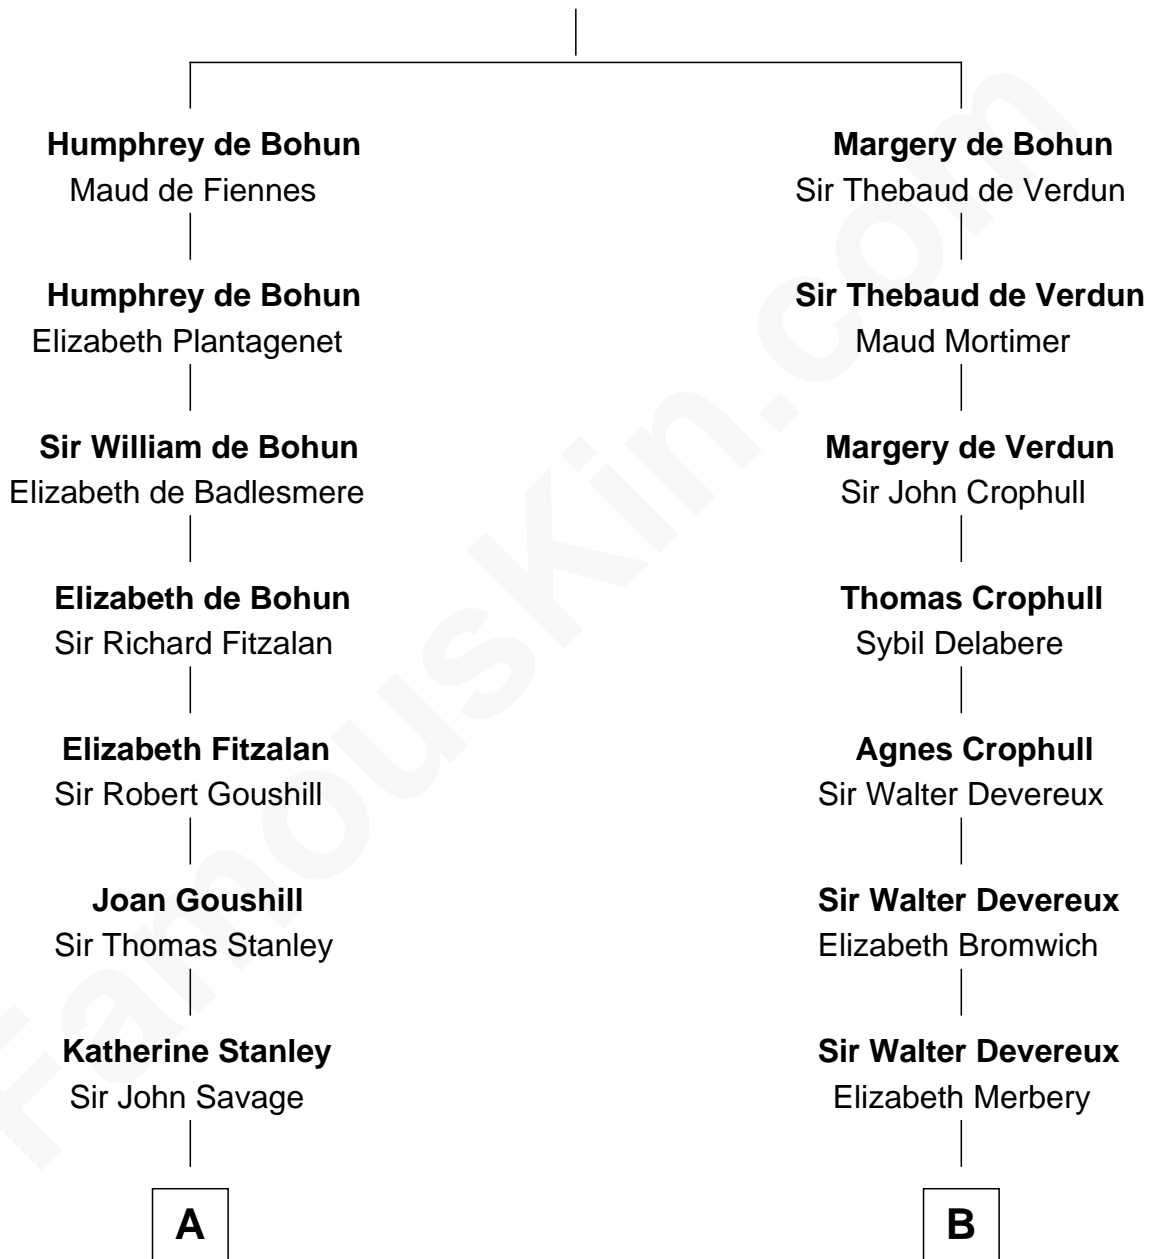 Humphrey de Bohun
Maud de Fiennes
Humphrey de Bohun
Elizabeth Plantagenet
Sir William de Bohun
Elizabeth de Badlesmere
Elizabeth de Bohun
Sir Richard Fitzalan
Elizabeth Fitzalan
Sir Robert Goushill
Joan Goushill
Sir Thomas Stanley
Katherine Stanley
Sir John Savage
A
Margery de Bohun
Sir Thebaud de Verdun
Sir Thebaud de Verdun
Maud Mortimer
Margery de Verdun
Sir John Crophull
Thomas Crophull
Sybil Delabere
Agnes Crophull
Sir Walter Devereux
Sir Walter Devereux
Elizabeth Bromwich
Sir Walter Devereux
Elizabeth Merbery
B
FamousKin.com